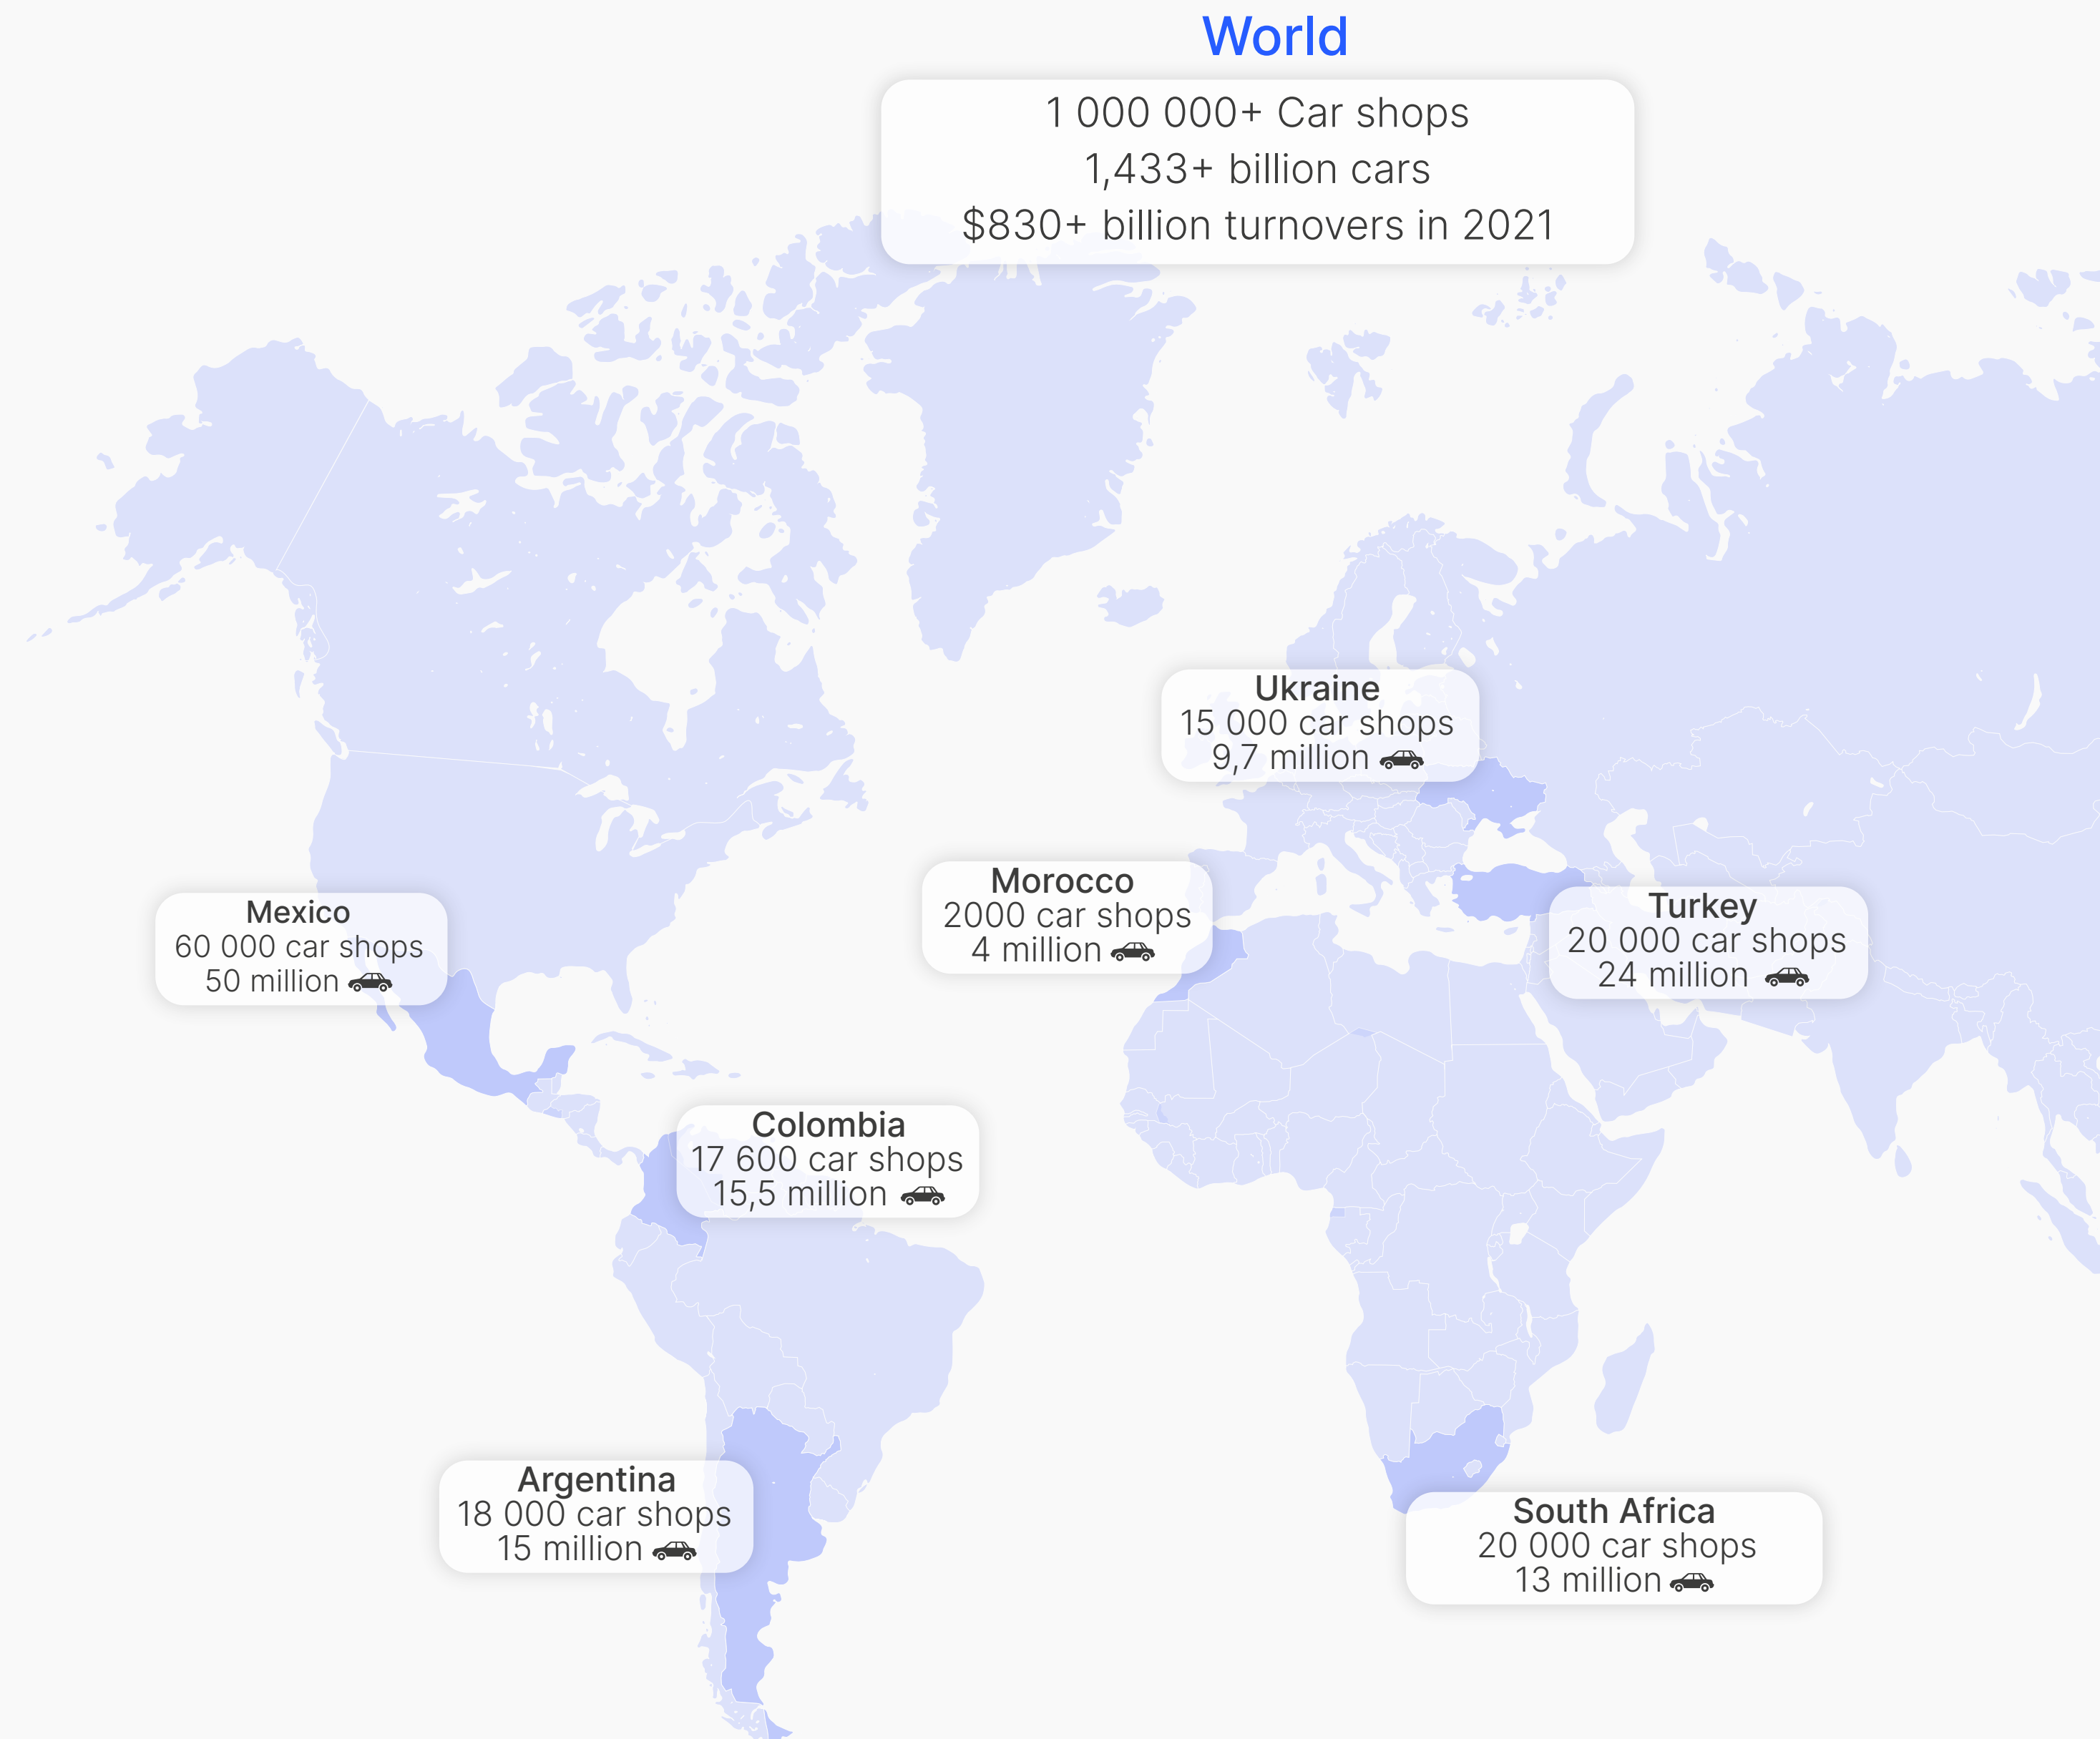 World
1 000 000+ Car shops
1,433+ billion cars
$830+ billion turnovers in 2021
Ukraine
15 000 car shops
9,7 million
Morocco
2000 car shops
4 million
Turkey
20 000 car shops
24 million
Mexico
60 000 car shops
50 million
Colombia
17 600 car shops
15,5 million
Argentina
18 000 car shops
15 million
South Africa
20 000 car shops
13 million